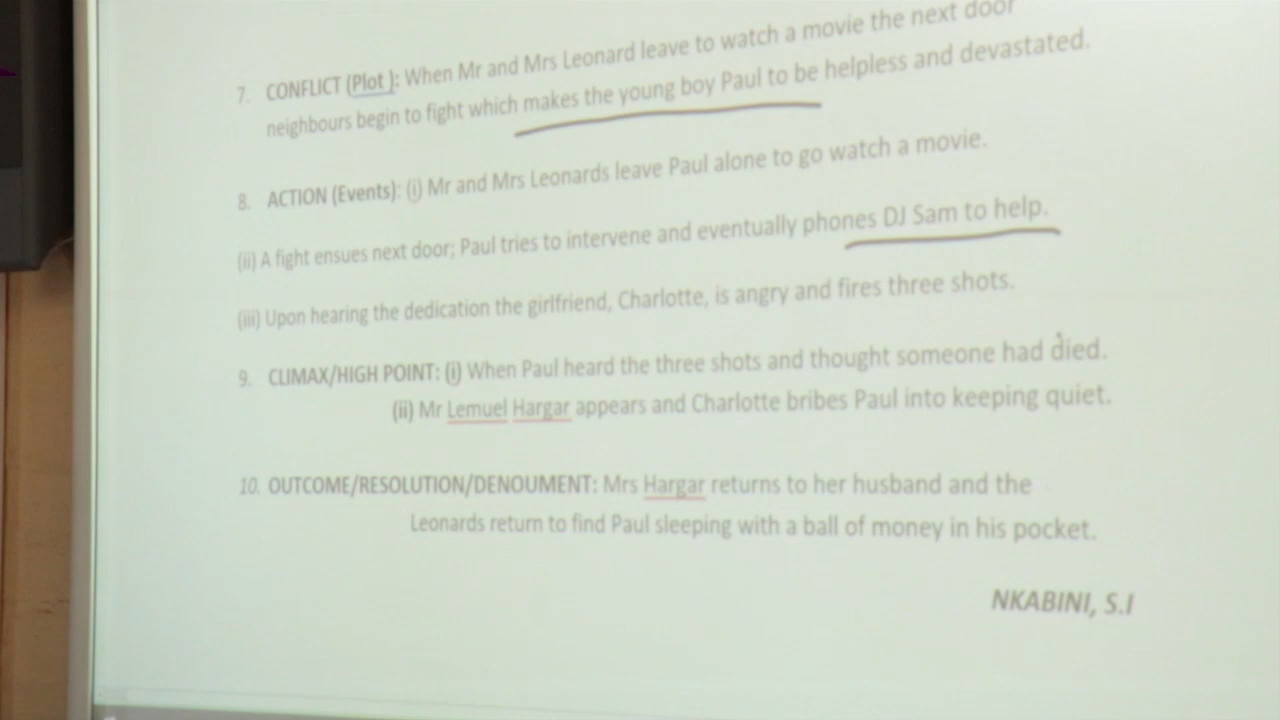 7. CONFLICT (Plot ): When Mr and Mrs Leonard leave to watch a movie the next door
neighbours begin to fight which makes the young boy Paul to be helpless and devastated.
8. ACTION (Events): (i) Mr and Mrs Leonards leave Paul alone to go watch a movie.
(ii) A fight ensues next door; Paul tries to intervene and eventually phones DJ Sam to help.
(iii) Upon hearing the dedication the girlfriend, Charlotte, is angry and fires three shots.
9. CLIMAX/HIGH POINT: (i) When Paul heard the three shots and thought someone had died.
(ii) Mr Lemuel Hargar appears and Charlotte bribes Paul into keeping quiet.
10. OUTCOME/RESOLUTION/DENOUMENT: Mrs Hargar returns to her husband and the
Leonards return to find Paul sleeping with a ball of money in his pocket.
NKABINI, S.I